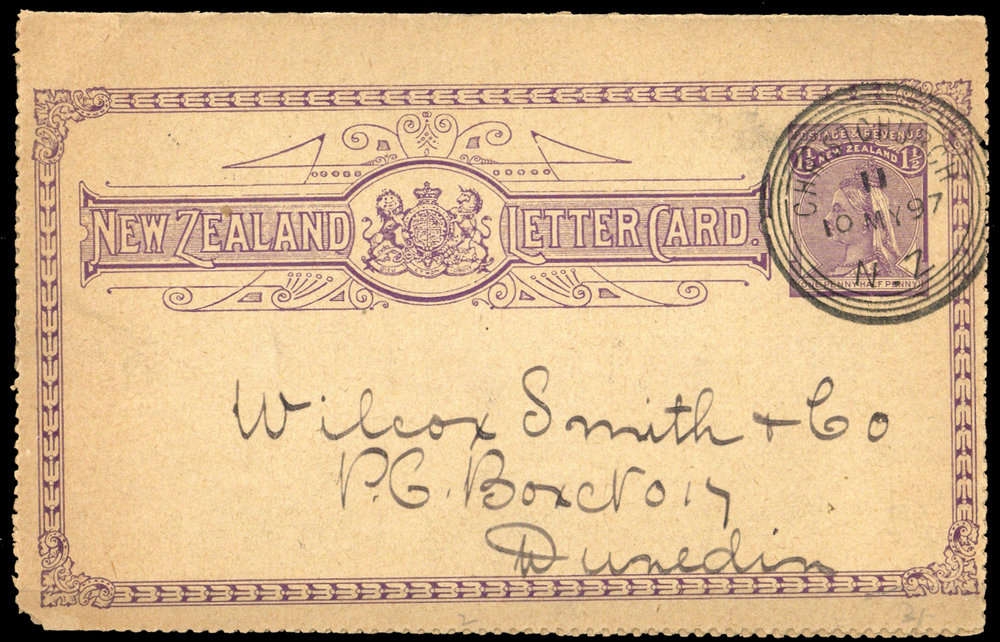 NEW ZEALAND LETTER CARD.
POSTAGE & REVENUE
1½ NEW ZEALAND 1½
ONE PENNY HALF PENNY
CHRISTCHURCH
11
10 MY 97
N Z
Wilcox Smith & Co
P.O. Box No 17
Dunedin